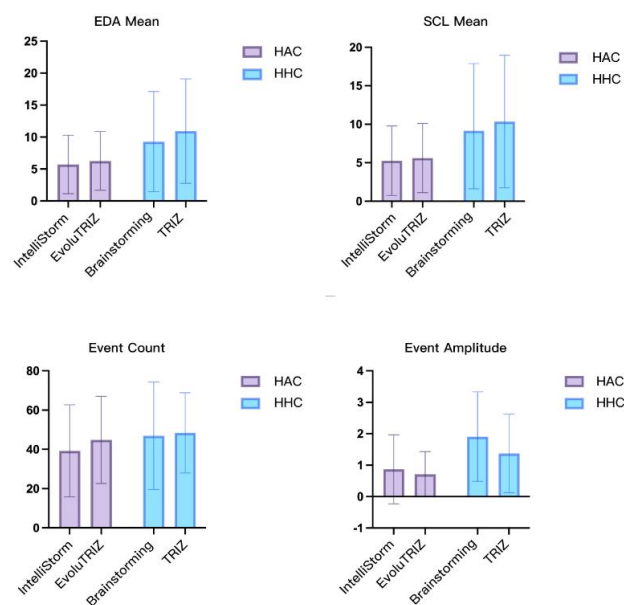 EDA Mean
25
20
15
10
5
0
IntelliStorm
EvoluTRIZ
Brainstorming
TRIZ
HAC
HHC
SCL Mean
20
15
10
5
0
IntelliStorm
EvoluTRIZ
Brainstorming
TRIZ
HAC
HHC
Event Count
80
60
40
20
0
IntelliStorm
EvoluTRIZ
Brainstorming
TRIZ
HAC
HHC
Event Amplitude
4
3
2
1
0
-1
IntelliStorm
EvoluTRIZ
Brainstorming
TRIZ
HAC
HHC